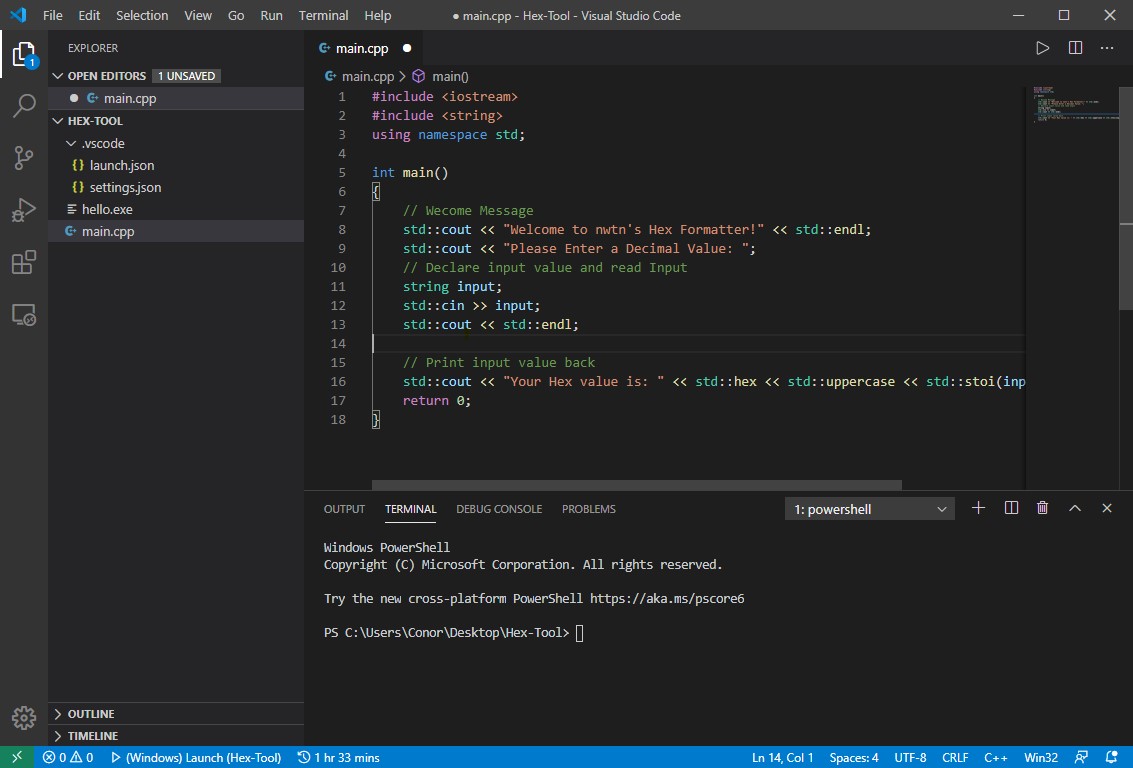 File Edit Selection View Go Run Terminal Help ● main.cpp - Hex-Tool - Visual Studio Code
EXPLORER
OPEN EDITORS 1 UNSAVED
main.cpp
HEX-TOOL
.vscode
{} launch.json
{} settings.json
hello.exe
main.cpp
OUTLINE
TIMELINE
1
main.cpp ●
main.cpp > main()
1 #include <iostream>
2 #include <string>
3 using namespace std;
4
5 int main()
6 {
7 // Wecome Message
8 std::cout << "Welcome to nwtn's Hex Formatter!" << std::endl;
9 std::cout << "Please Enter a Decimal Value: ";
10 // Declare input value and read Input
11 string input;
12 std::cin >> input;
13 std::cout << std::endl;
14
15 // Print input value back
16 std::cout << "Your Hex value is: " << std::hex << std::uppercase << std::stoi(inp
17 return 0;
18 }
OUTPUT TERMINAL DEBUG CONSOLE PROBLEMS 1: powershell
Windows PowerShell
Copyright (C) Microsoft Corporation. All rights reserved.
Try the new cross-platform PowerShell https://aka.ms/pscore6
PS C:\Users\Conor\Desktop\Hex-Tool>
0 0 (Windows) Launch (Hex-Tool) 1 hr 33 mins Ln 14, Col 1 Spaces: 4 UTF-8 CRLF C++ Win32